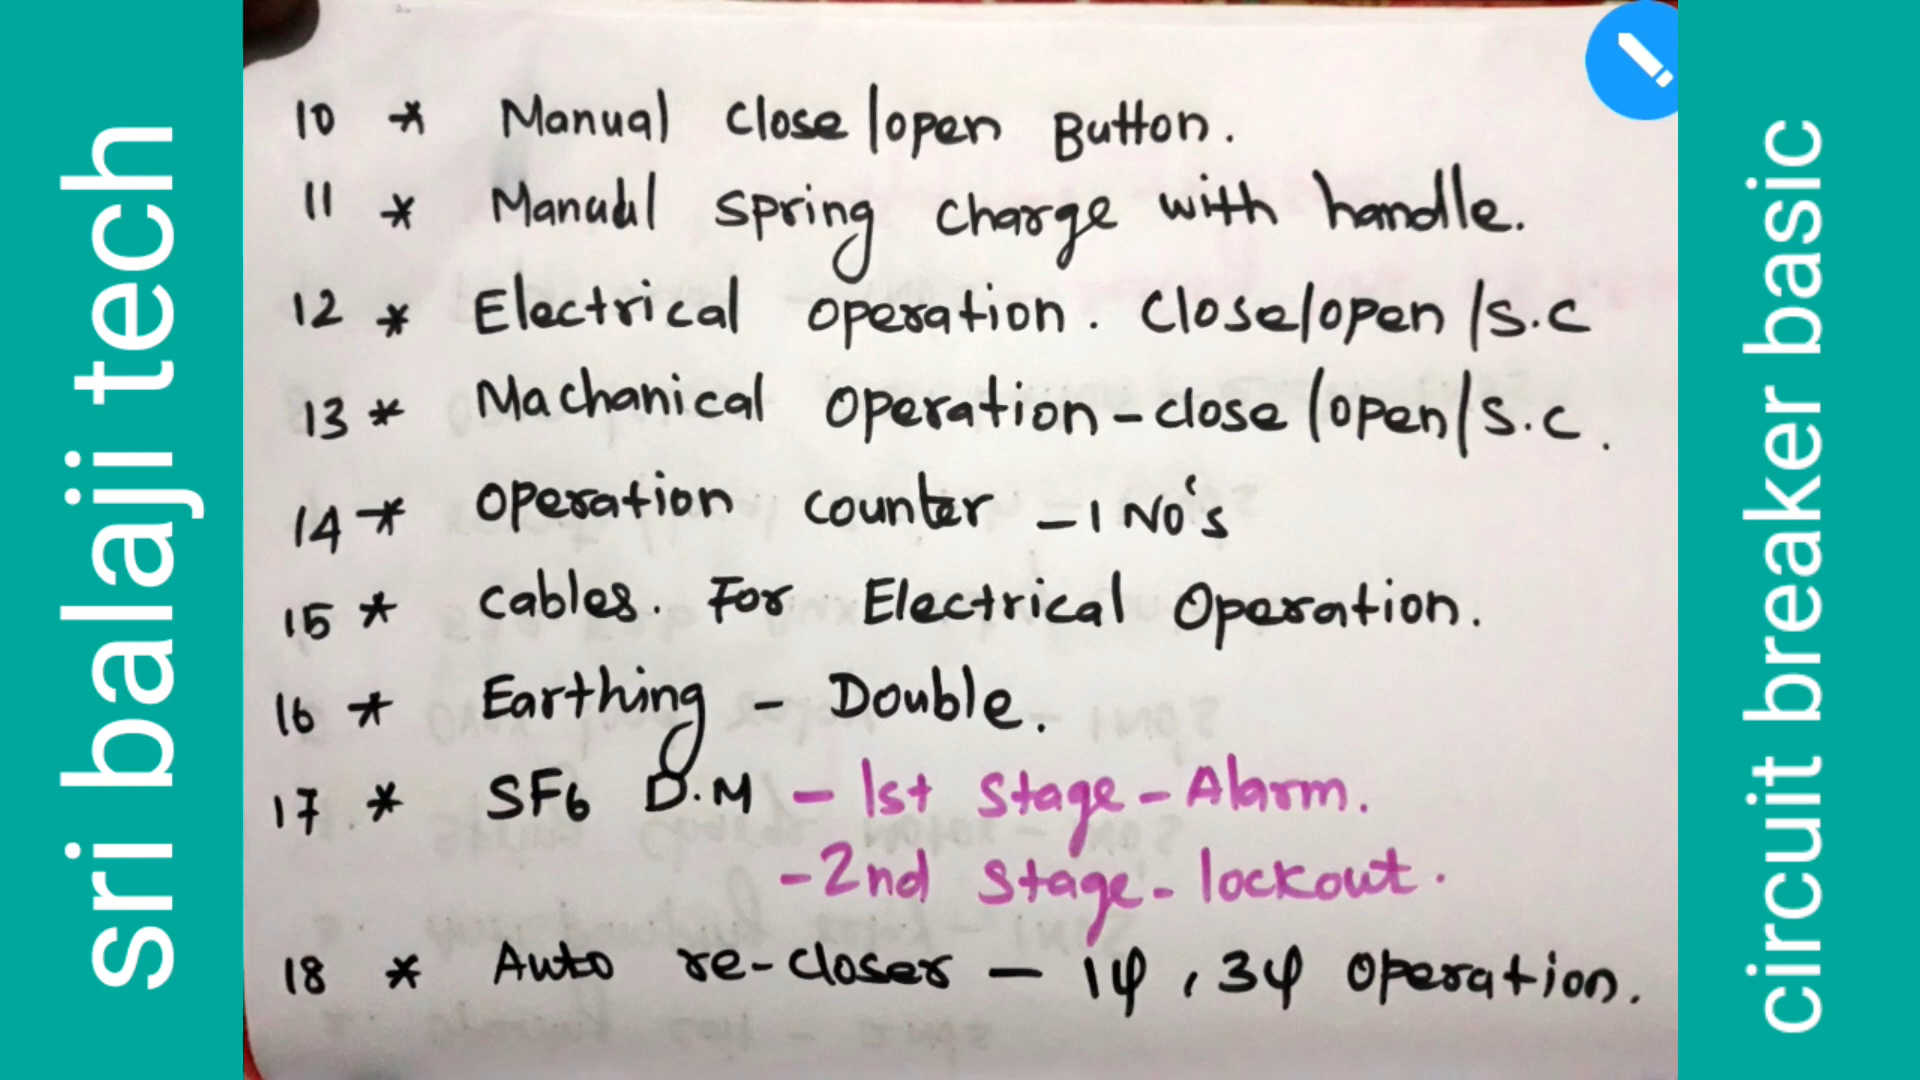 sri balaji tech
10 * Manual close/open Button.
11 * Manual spring charge with handle.
12 * Electrical operation. Close/open/s.c
13 * Machanical operation-close/open/s.c.
14 * operation counter -1 No's
15 * cables. For Electrical Operation.
16 * Earthing - Double.
17 * SF6 D.M - 1st stage - Alarm.
- 2nd stage - lockout.
18 * Auto re-closer - 1φ, 3φ operation.
circuit breaker basic